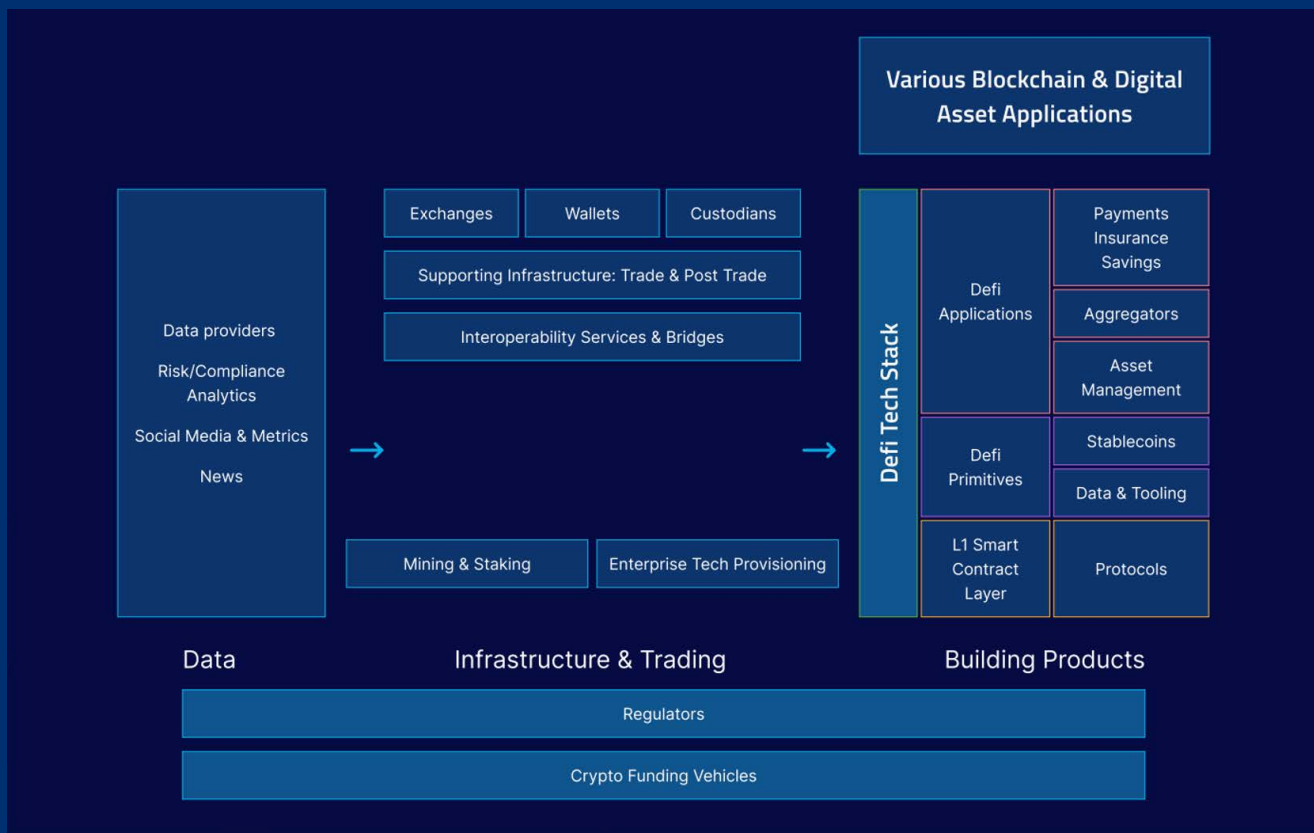 Various Blockchain & Digital
Asset Applications
Data providers
Risk/Compliance
Analytics
Social Media & Metrics
News
Exchanges
Wallets
Custodians
Supporting Infrastructure: Trade & Post Trade
Interoperability Services & Bridges
Mining & Staking
Enterprise Tech Provisioning
Defi Tech Stack
Defi
Applications
Payments
Insurance
Savings
Aggregators
Asset
Management
Defi
Primitives
Stablecoins
Data & Tooling
L1 Smart
Contract
Layer
Protocols
Data
Infrastructure & Trading
Building Products
Regulators
Crypto Funding Vehicles